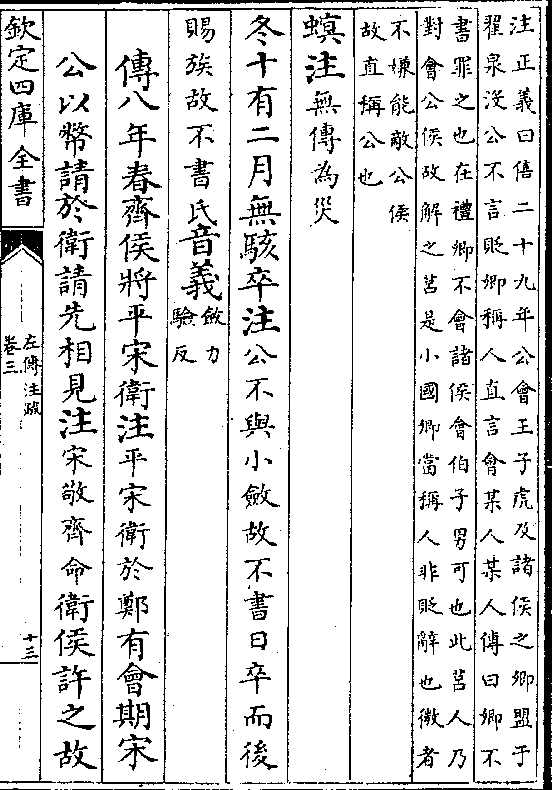 注正義曰僖二十九年公會王子虎及諸侯之卿盟于
翟泉沒公不言貶卿稱人直言會某人某人傳曰卿不
書罪之也在禮卿不會諸侯會伯子男可也此莒人乃
對會公侯故解之莒是小國卿當稱人非貶辭也微者
不嫌能敵公侯
故直稱公也
螟注無傳為災
冬十有二月無駭卒注公不與小斂故不書日卒而後
賜族故不書氏音義斂力
驗反
傳八年春齊侯將平宋衛注平宋衛於鄭有會期宋
公以幣請於衛請先相見注宋敬齊命衛侯許之故
欽定四庫全書
左傳注疏
卷三
十三